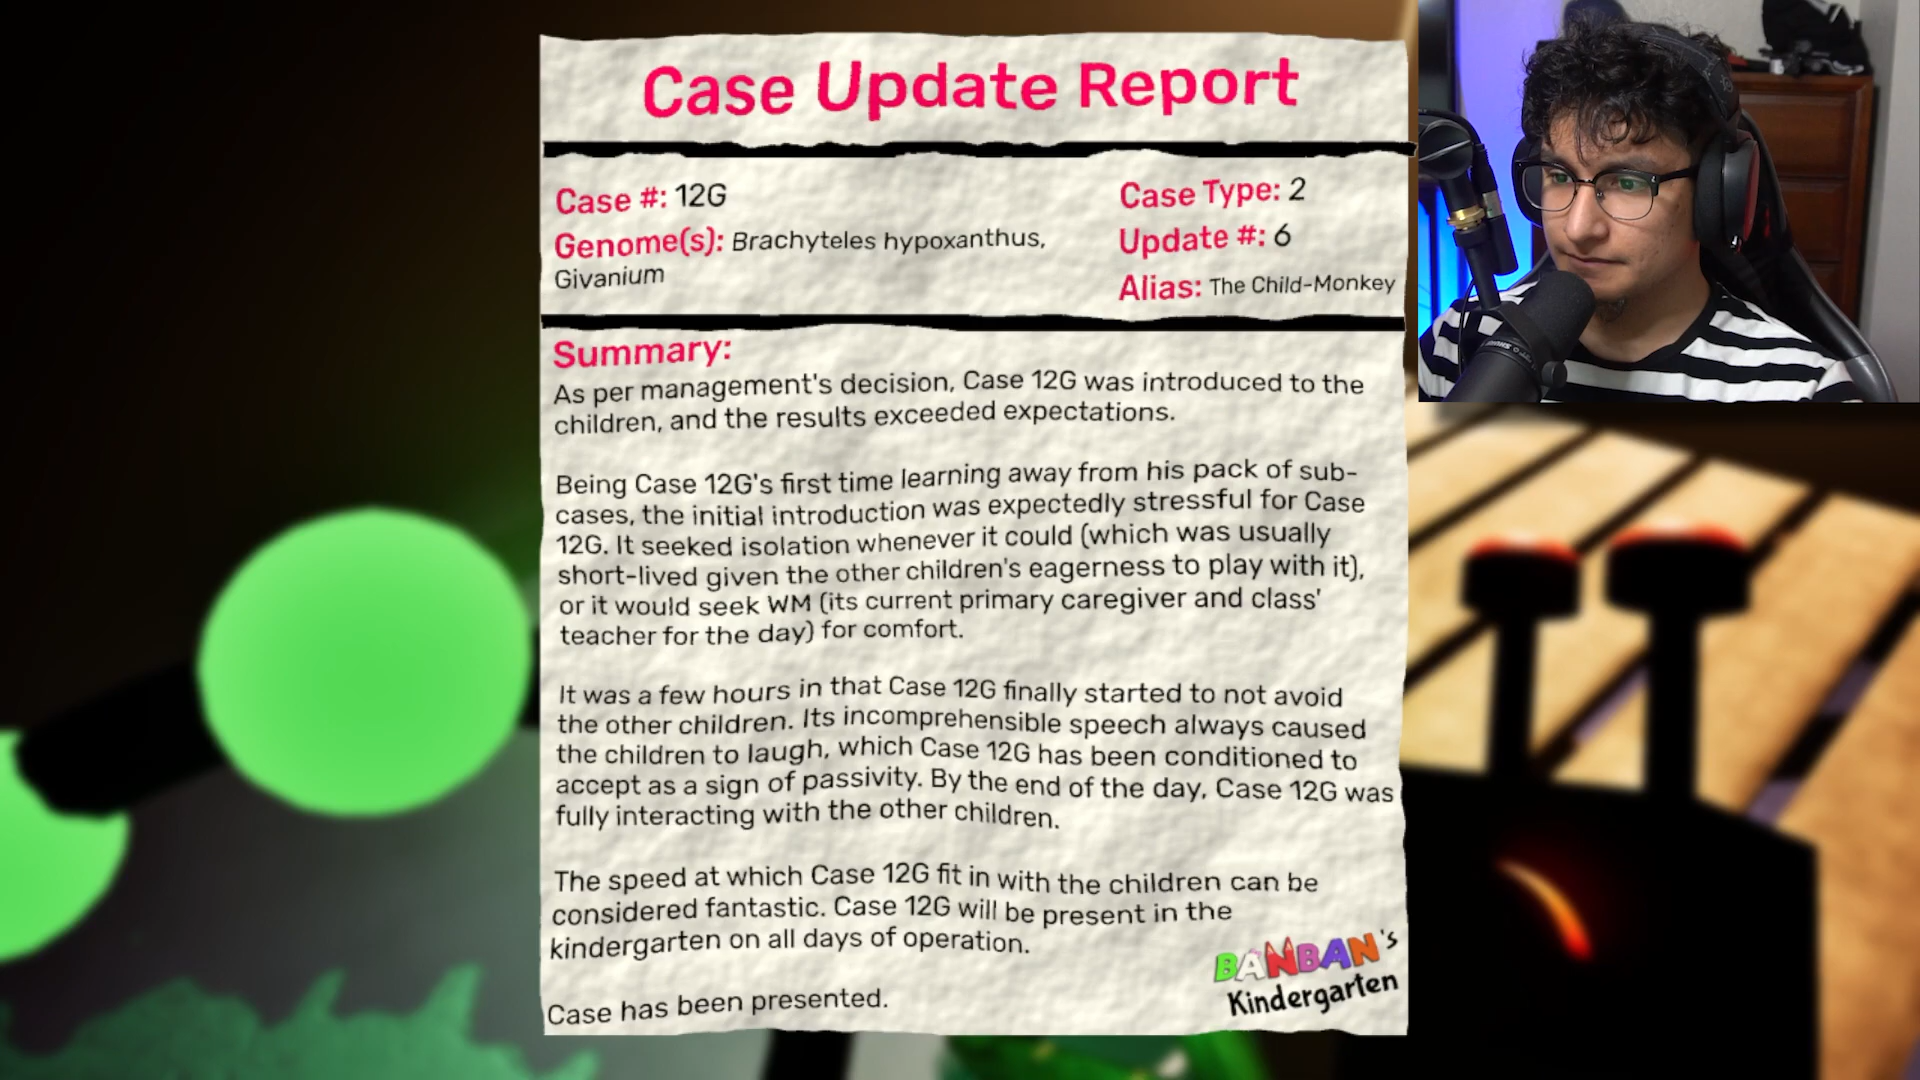 Case Update Report
Case #: 12G
Genome(s): Brachyteles hypoxanthus,
Givanium
Case Type: 2
Update #: 6
Alias: The Child-Monkey
Summary:
As per management's decision, Case 12G was introduced to the
children, and the results exceeded expectations.
Being Case 12G's first time learning away from his pack of sub-
cases, the initial introduction was expectedly stressful for Case
12G. It seeked isolation whenever it could (which was usually
short-lived given the other children's eagerness to play with it),
or it would seek WM (its current primary caregiver and class'
teacher for the day) for comfort.
It was a few hours in that Case 12G finally started to not avoid
the other children. Its incomprehensible speech always caused
the children to laugh, which Case 12G has been conditioned to
accept as a sign of passivity. By the end of the day, Case 12G was
fully interacting with the other children.
The speed at which Case 12G fit in with the children can be
considered fantastic. Case 12G will be present in the
kindergarten on all days of operation.
Case has been presented.
BANBAN's
Kindergarten